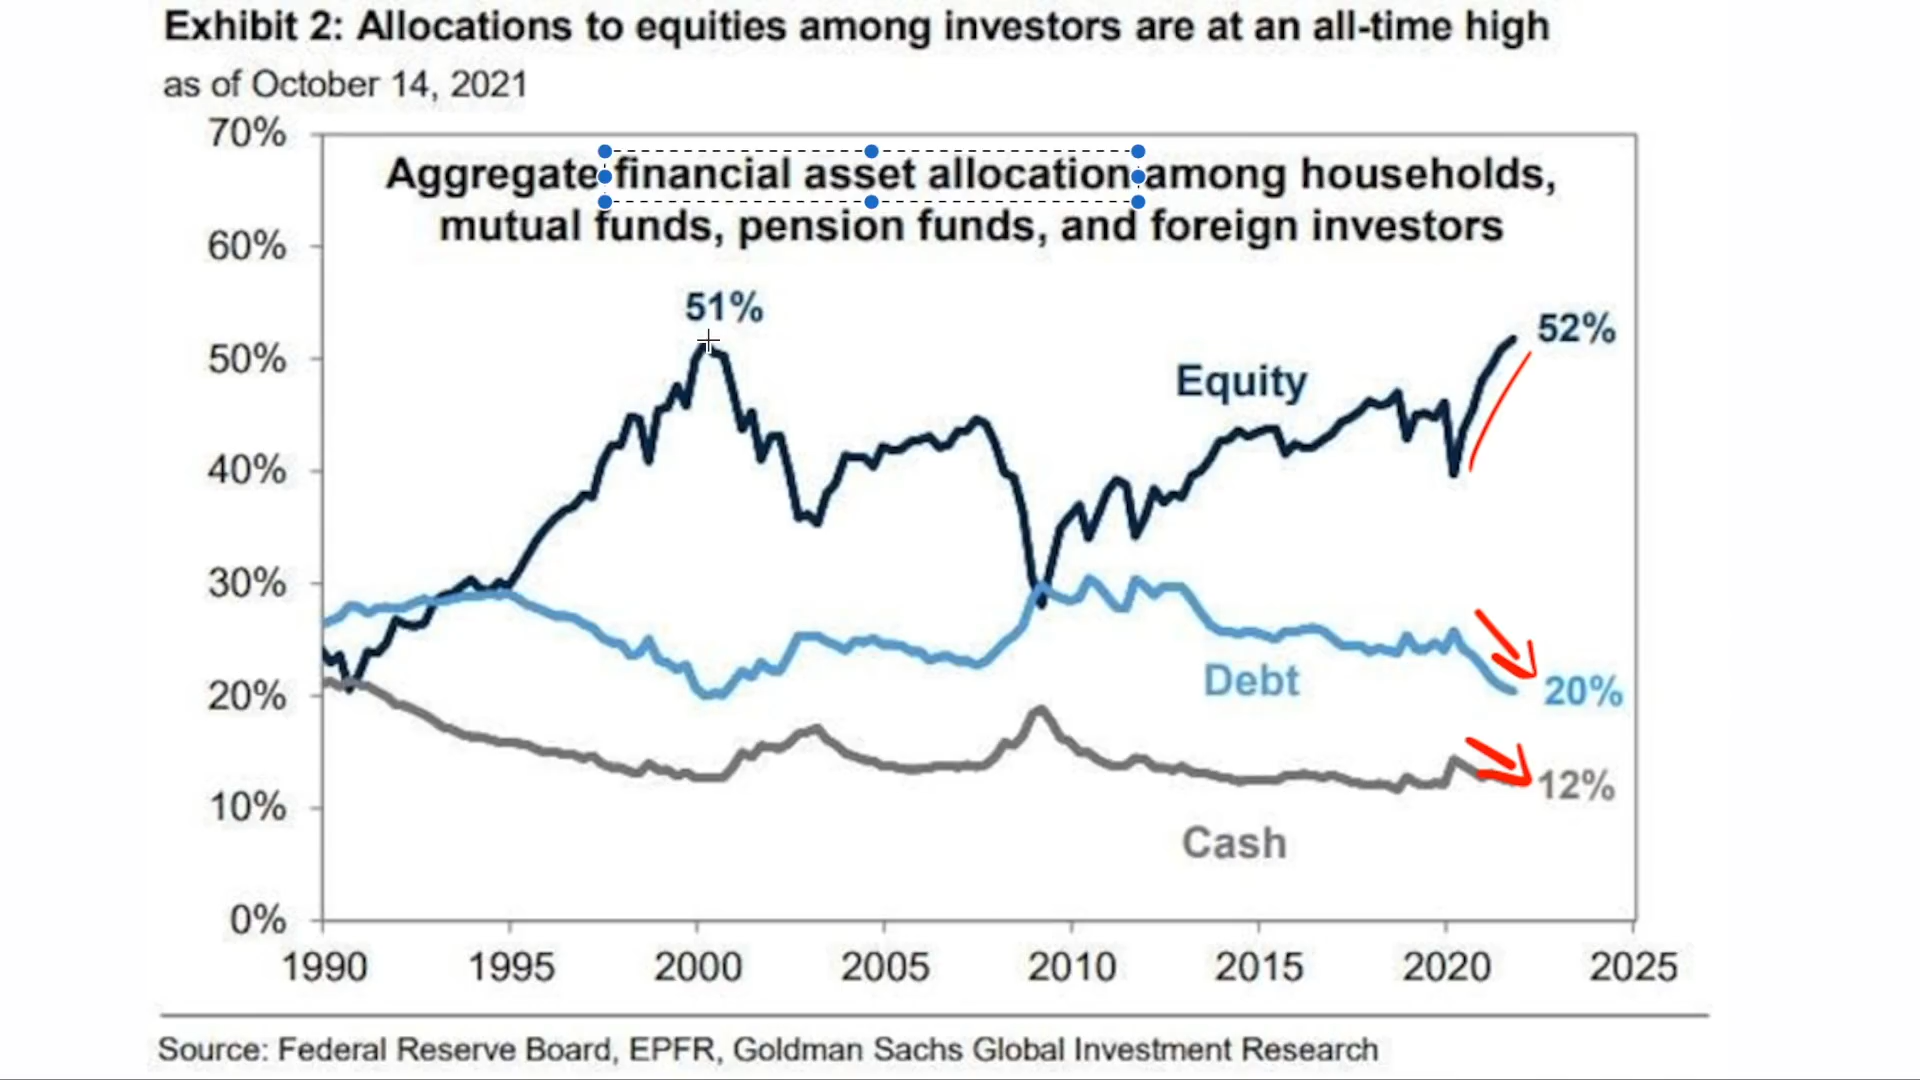 Exhibit 2: Allocations to equities among investors are at an all-time high
as of October 14, 2021
70%
Aggregate financial asset allocation among households,
mutual funds, pension funds, and foreign investors
60%
51%
52%
50%
Equity
40%
30%
Debt
20%
20%
12%
10%
Cash
0%
1990 1995 2000 2005 2010 2015 2020 2025
Source: Federal Reserve Board, EPFR, Goldman Sachs Global Investment Research